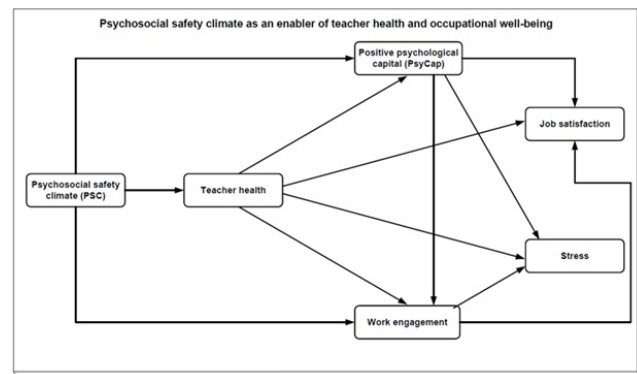 Psychosocial safety climate as an enabler of teacher health and occupational well-being
Positive psychological
capital (PsyCap)
Job satisfaction
Psychosocial safety
climate (PSC)
Teacher health
Stress
Work engagement